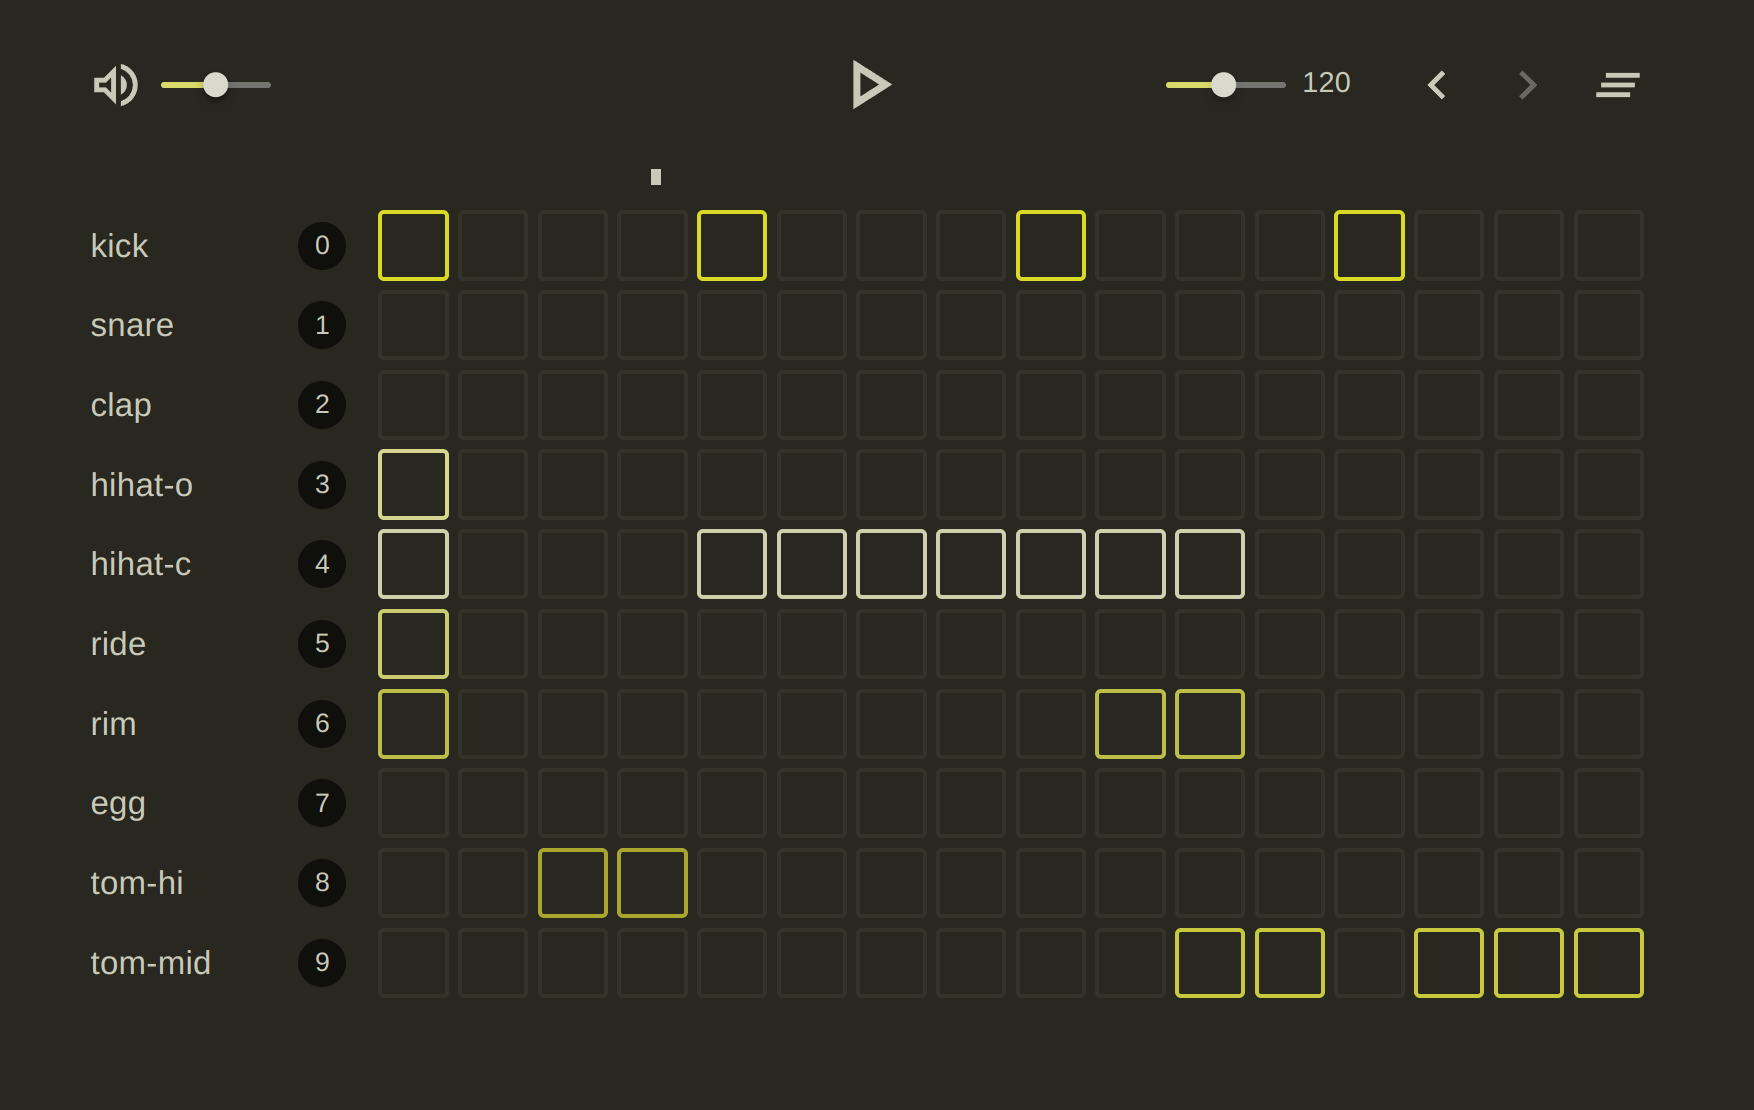 120
kick 0
snare 1
clap 2
hihat-o 3
hihat-c 4
ride 5
rim 6
egg 7
tom-hi 8
tom-mid 9